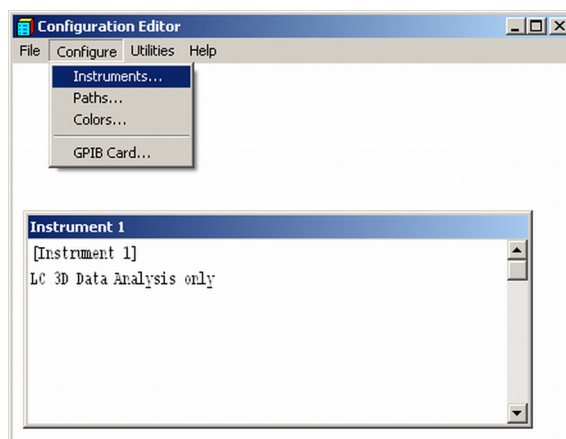 Configuration Editor
File Configure Utilities Help
Instruments...
Paths...
Colors...
GPIB Card...
Instrument 1
[Instrument 1]
LC 3D Data Analysis only